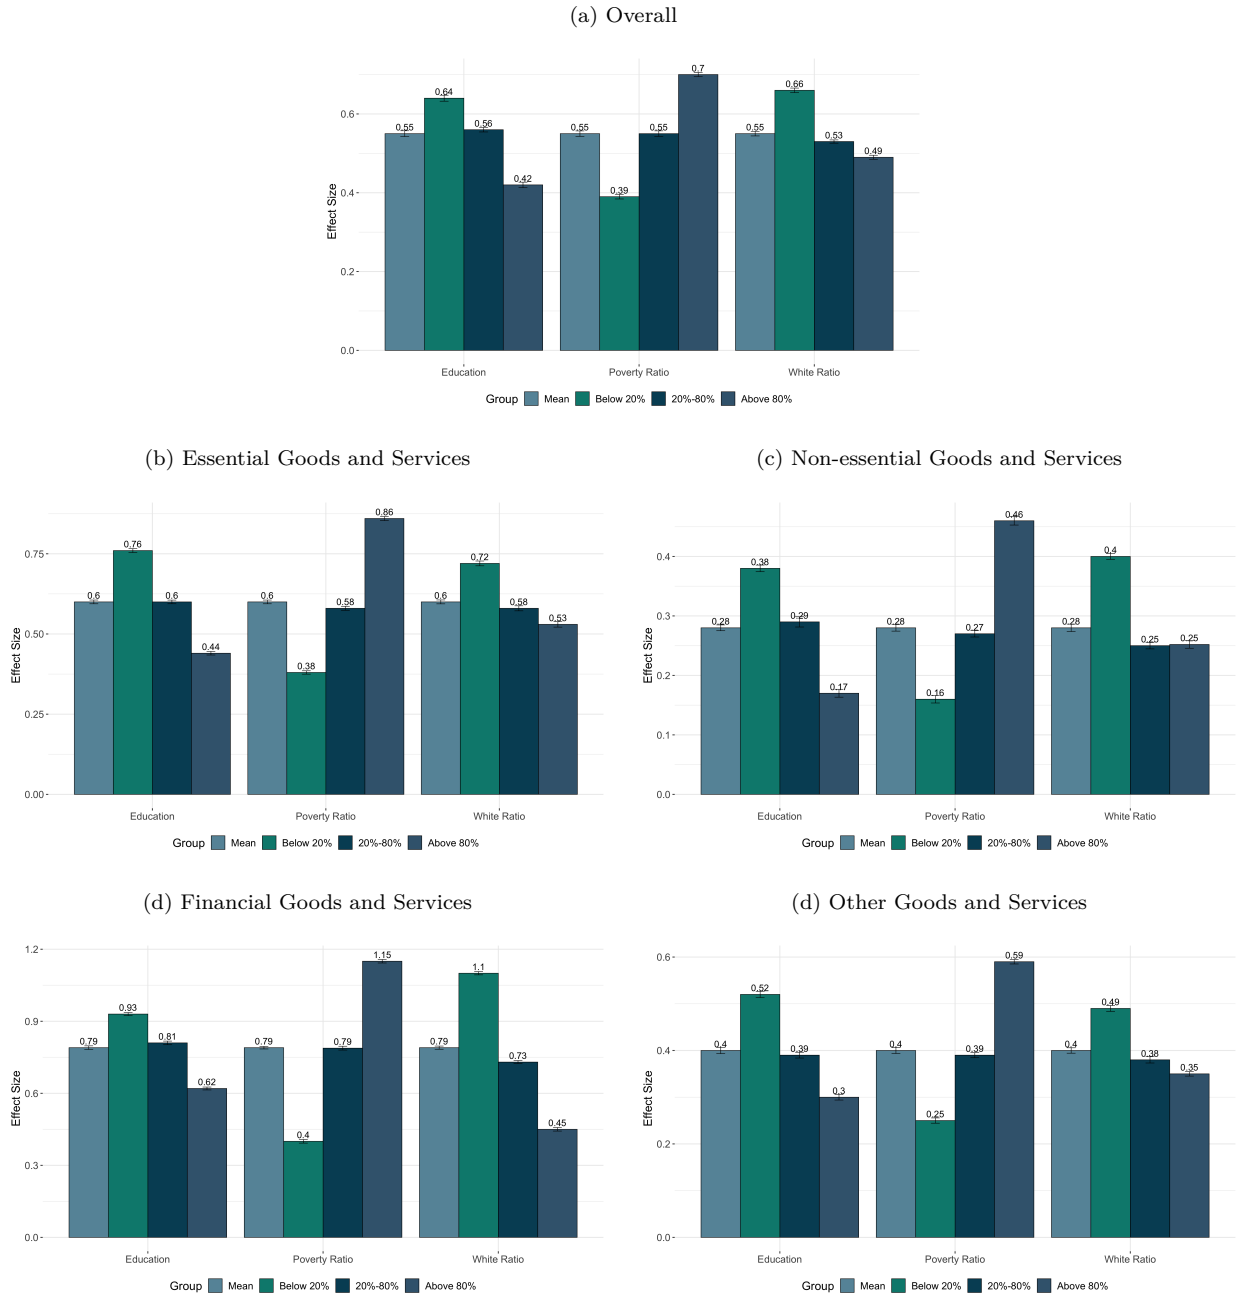 (a) Overall
0.7
0.66
0.64
0.6
0.55
0.56
0.55
0.55
0.55
0.53
0.49
0.42
0.4
0.39
Effect Size
0.2
0.0
Education
Poverty Ratio
White Ratio
Group Mean Below 20% 20%-80% Above 80%
(b) Essential Goods and Services
0.86
0.76
0.75
0.72
0.6
0.6
0.6
0.58
0.6
0.58
0.53
0.50
0.44
0.38
Effect Size
0.25
0.00
Education
Poverty Ratio
White Ratio
Group Mean Below 20% 20%-80% Above 80%
(c) Non-essential Goods and Services
0.46
0.4
0.4
0.38
0.3
0.28
0.29
0.28
0.27
0.28
0.25
0.25
0.2
0.17
0.16
Effect Size
0.1
0.0
Education
Poverty Ratio
White Ratio
Group Mean Below 20% 20%-80% Above 80%
(d) Financial Goods and Services
1.2
1.15
1.1
0.93
0.9
0.79
0.81
0.79
0.79
0.79
0.73
0.62
0.6
0.45
0.4
Effect Size
0.3
0.0
Education
Poverty Ratio
White Ratio
Group Mean Below 20% 20%-80% Above 80%
(d) Other Goods and Services
0.6
0.59
0.52
0.49
0.4
0.4
0.39
0.4
0.39
0.4
0.38
0.35
0.3
0.25
Effect Size
0.2
0.0
Education
Poverty Ratio
White Ratio
Group Mean Below 20% 20%-80% Above 80%